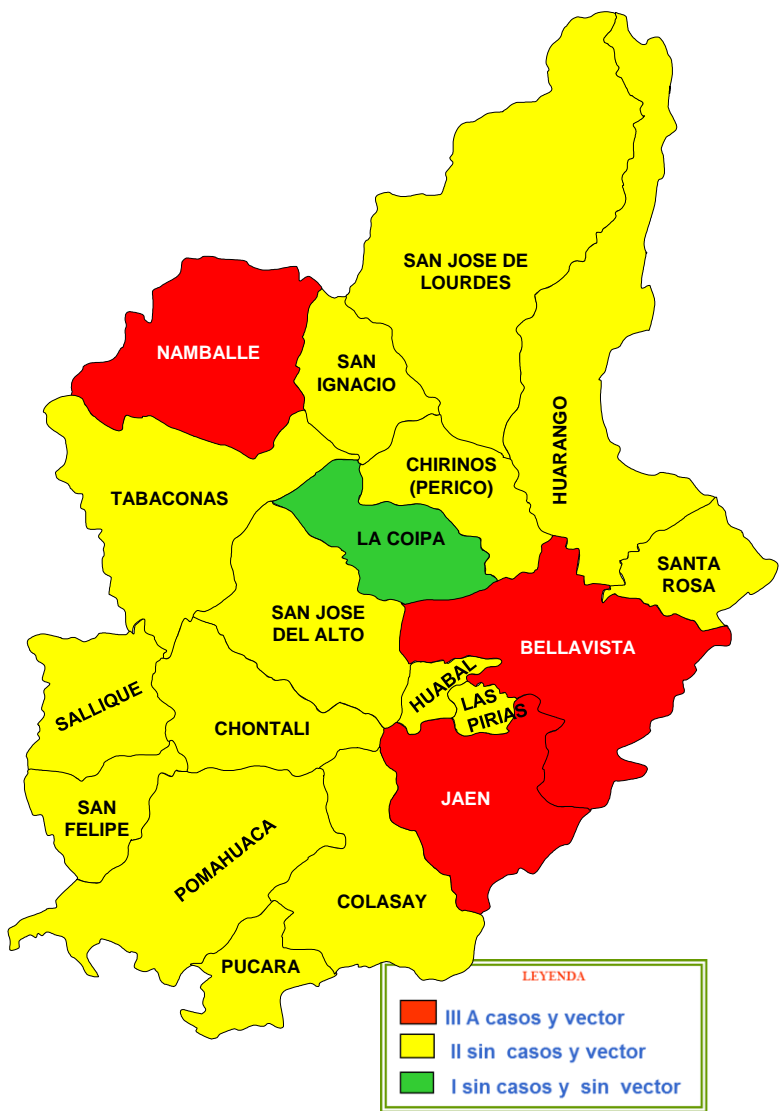 SAN JOSE DE
LOURDES
NAMBALLE
SAN
IGNACIO
HUARANGO
CHIRINOS
(PERICO)
TABACONAS
LA COIPA
SANTA
ROSA
SAN JOSE
DEL ALTO
BELLAVISTA
HUABAL
LAS
PIRIAS
SALLIQUE
CHONTALI
JAEN
SAN
FELIPE
POMAHUACA
COLASAY
PUCARA
LEYENDA
III A casos y vector
II sin casos y vector
I sin casos y sin vector